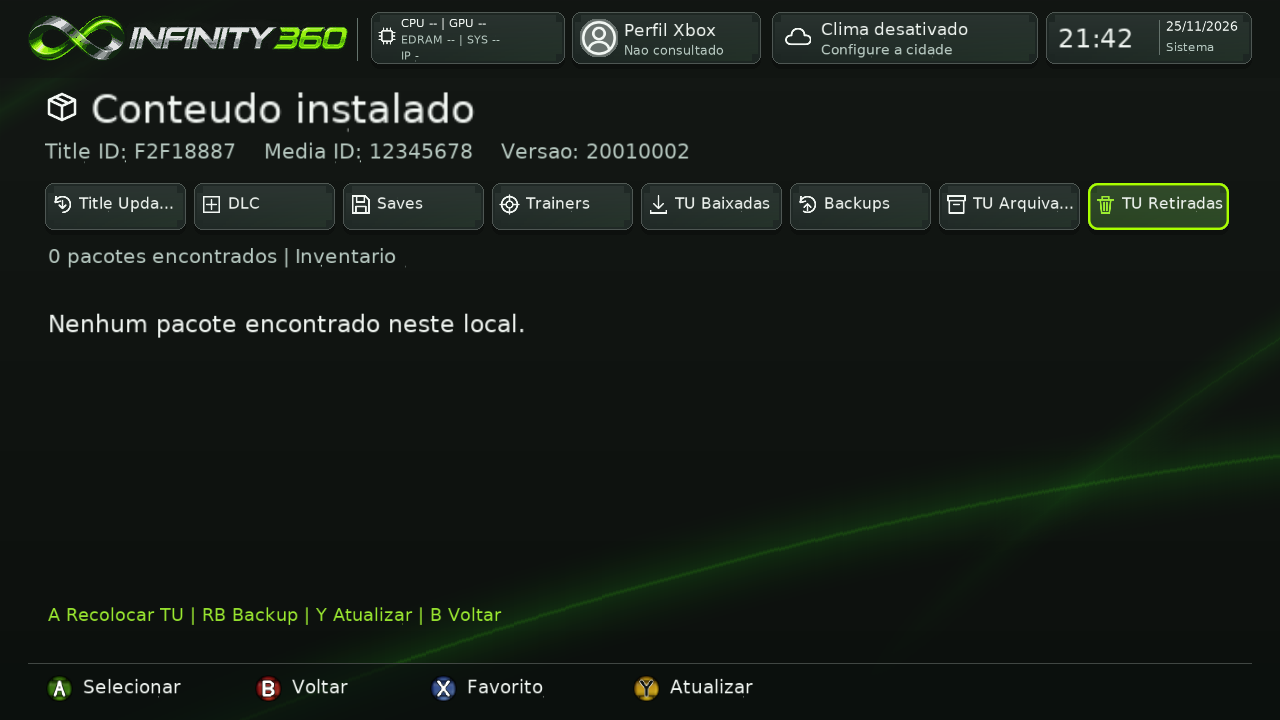 INFINITY 360
CPU -- | GPU --
EDRAM -- | SYS --
IP -
Perfil Xbox
Nao consultado
Clima desativado
Configure a cidade
21:42
25/11/2026
Sistema
Conteudo instalado
Title ID: F2F18887 Media ID: 12345678 Versao: 20010002
Title Upda... DLC Saves Trainers TU Baixadas Backups TU Arquiva... TU Retiradas
0 pacotes encontrados | Inventario
Nenhum pacote encontrado neste local.
A Recolocar TU | RB Backup | Y Atualizar | B Voltar
A Selecionar B Voltar X Favorito Y Atualizar